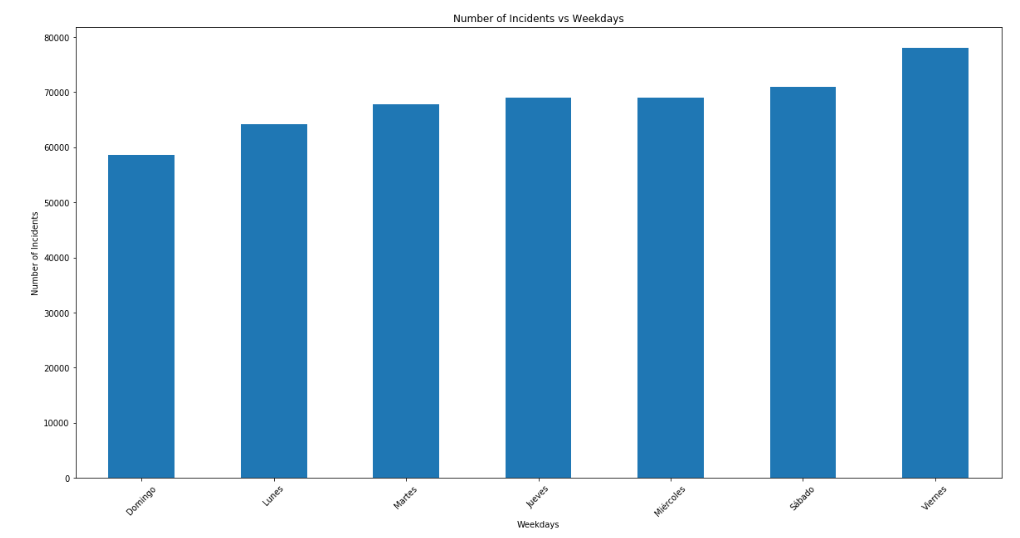 Number of Incidents vs Weekdays
Number of Incidents
80000
70000
60000
50000
40000
30000
20000
10000
0
Domingo
Lunes
Martes
Jueves
Miércoles
Sábado
Viernes
Weekdays